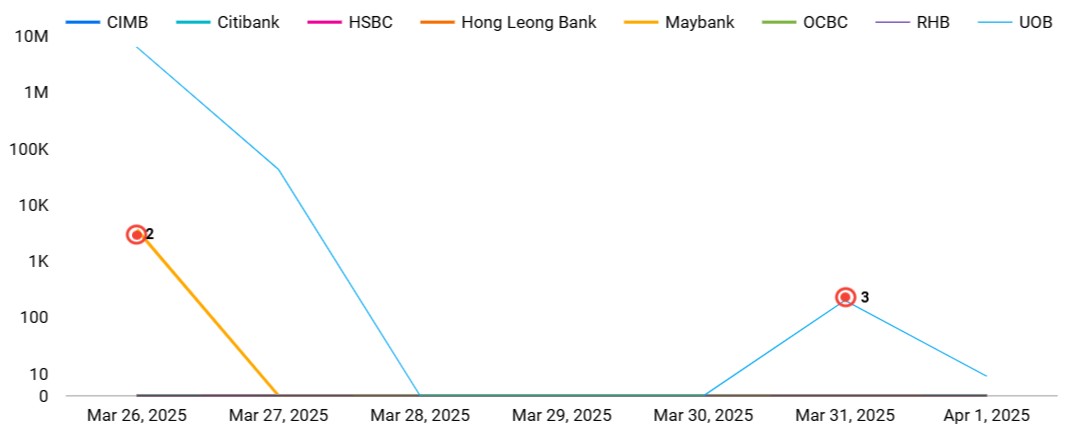 CIMB Citibank HSBC Hong Leong Bank Maybank OCBC RHB UOB
10M
1M
100K
10K
2
1K
3
100
10
0
Mar 26, 2025 Mar 27, 2025 Mar 28, 2025 Mar 29, 2025 Mar 30, 2025 Mar 31, 2025 Apr 1, 2025